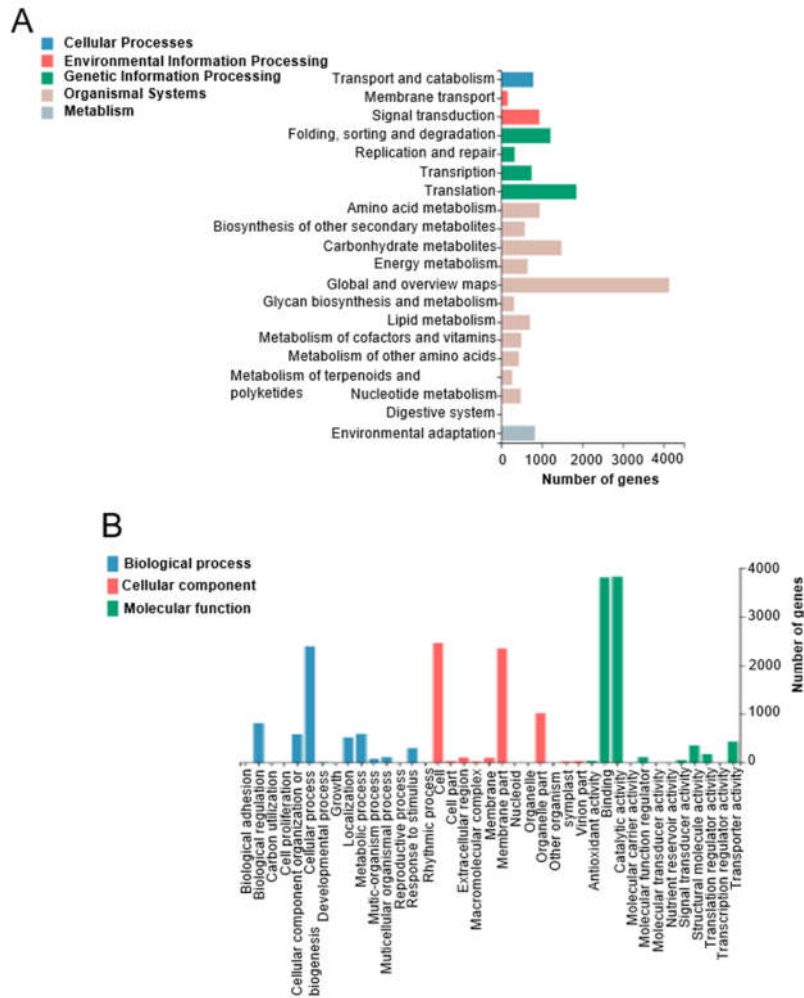 A
Cellular Processes
Environmental Information Processing
Genetic Information Processing
Organismal Systems
Metablism
Transport and catabolism
Membrane transport
Signal transduction
Folding, sorting and degradation
Replication and repair
Transription
Translation
Amino acid metabolism
Biosynthesis of other secondary metabolites
Carbonhydrate metabolites
Energy metabolism
Global and overview maps
Glycan biosynthesis and metabolism
Lipid metabolism
Metabolism of cofactors and vitamins
Metabolism of other amino acids
Metabolism of terpenoids and
polyketides
Nucleotide metabolism
Digestive system
Environmental adaptation
0 1000 2000 3000 4000
Number of genes
B
Biological process
Cellular component
Molecular function
4000
3000
2000
1000
0
Number of genes
Biological adhesion
Biological regulation
Carbon utilization
Cell proliferation
Cellular component organization or
biogenesis
Cellular process
Developmental process
Growth
Localization
Metabolic process
Mutic-organism process
Muticellular organismal process
Reproductive process
Response to stimulus
Rhythmic process
Cell
Cell part
Extracellular region
Macromolecular complex
Membrane
Membrane part
Nucleoid
Organelle
Organelle part
Other organism
symplast
Virion part
Antioxidant activity
Binding
Catalytic activity
Molecular carrier activity
Molecular function regulator
Molecular transducer activity
Nutrient reservoir activity
Signal transducer activity
Structural molecule activity
Translation regulator activity
Transcription regulator activity
Transporter activity